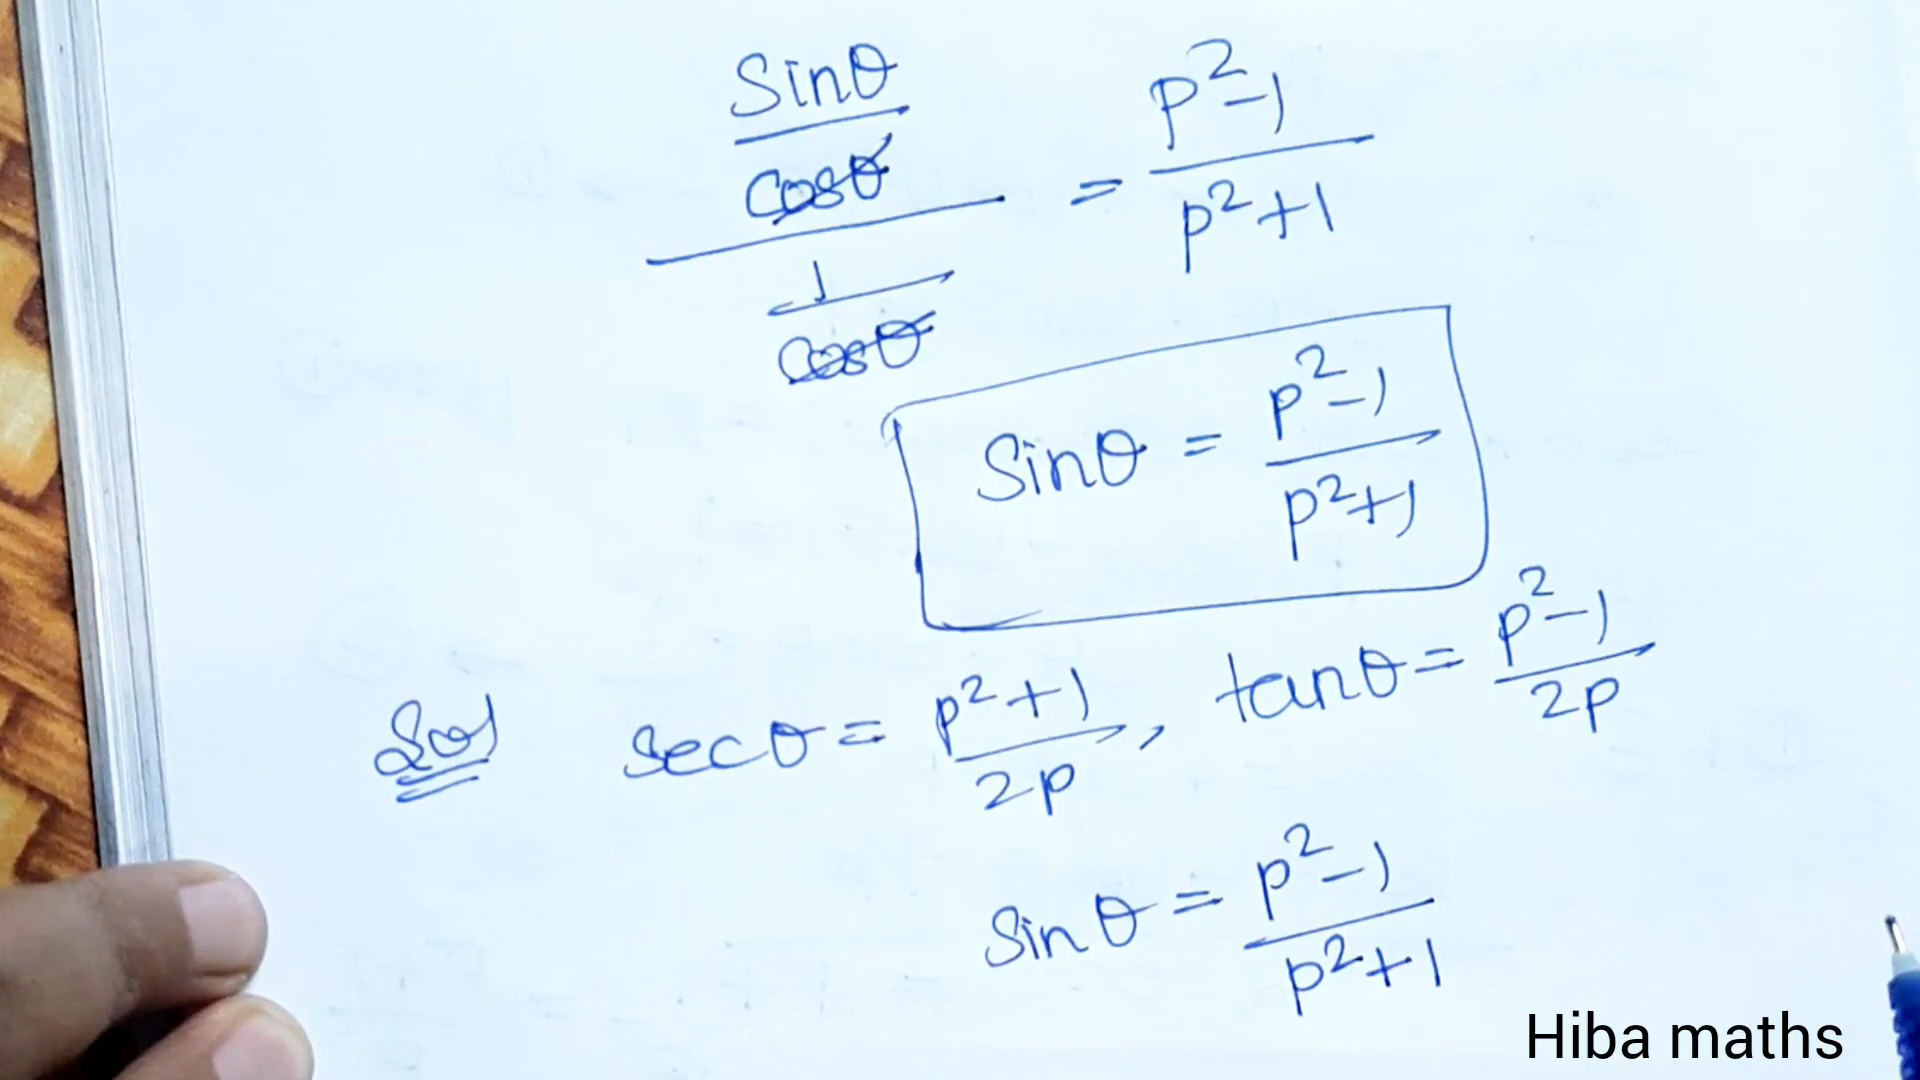 Sinθ / cosθ / 1 / cosθ = p²-1 / p²+1
Sinθ = p²-1 / p²+1
Sol secθ = p²+1 / 2p , tanθ = p²-1 / 2p
Sinθ = p²-1 / p²+1
Hiba maths